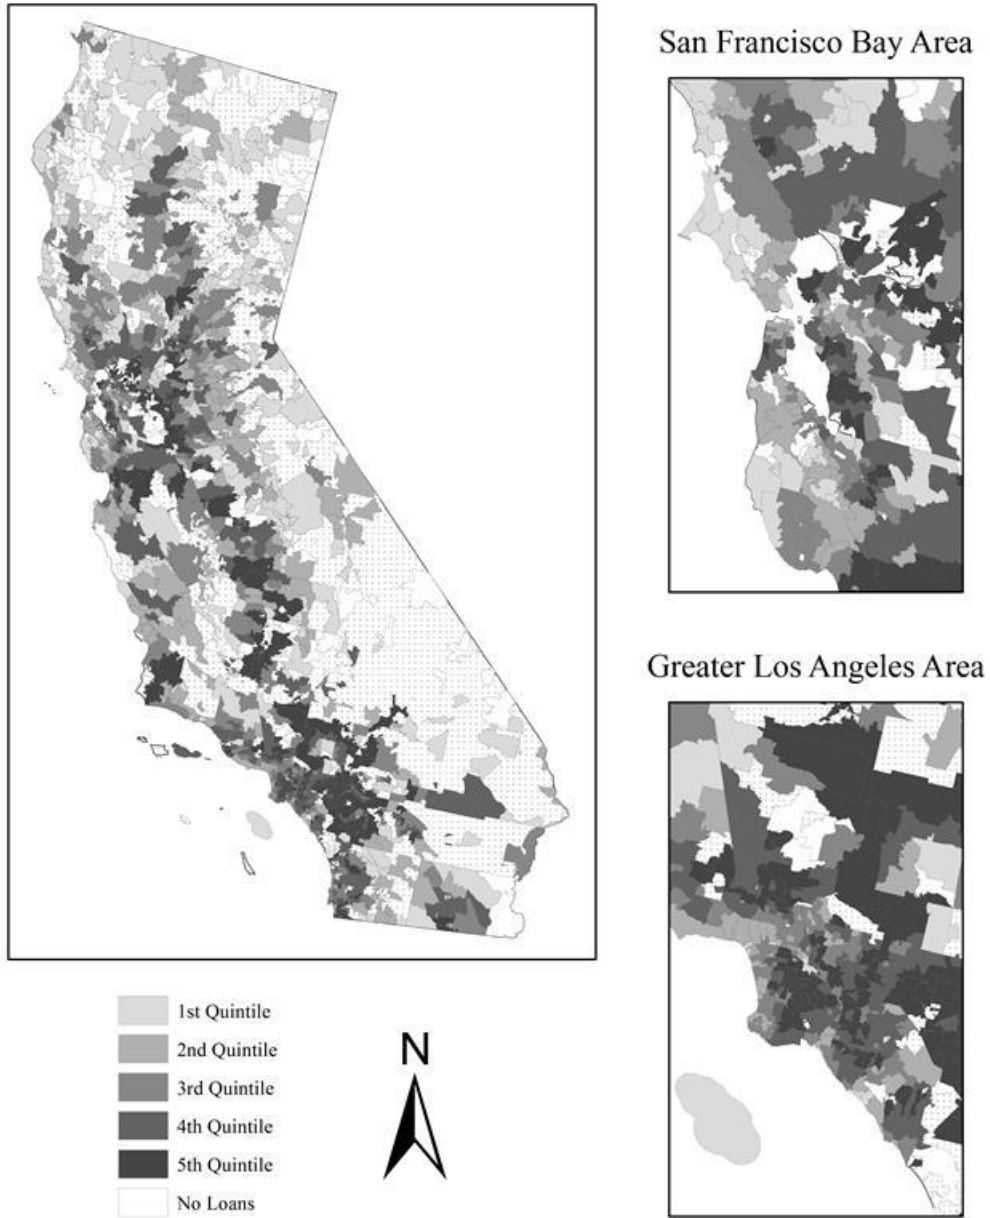 San Francisco Bay Area
Greater Los Angeles Area
1st Quintile
2nd Quintile
3rd Quintile
4th Quintile
5th Quintile
No Loans
N